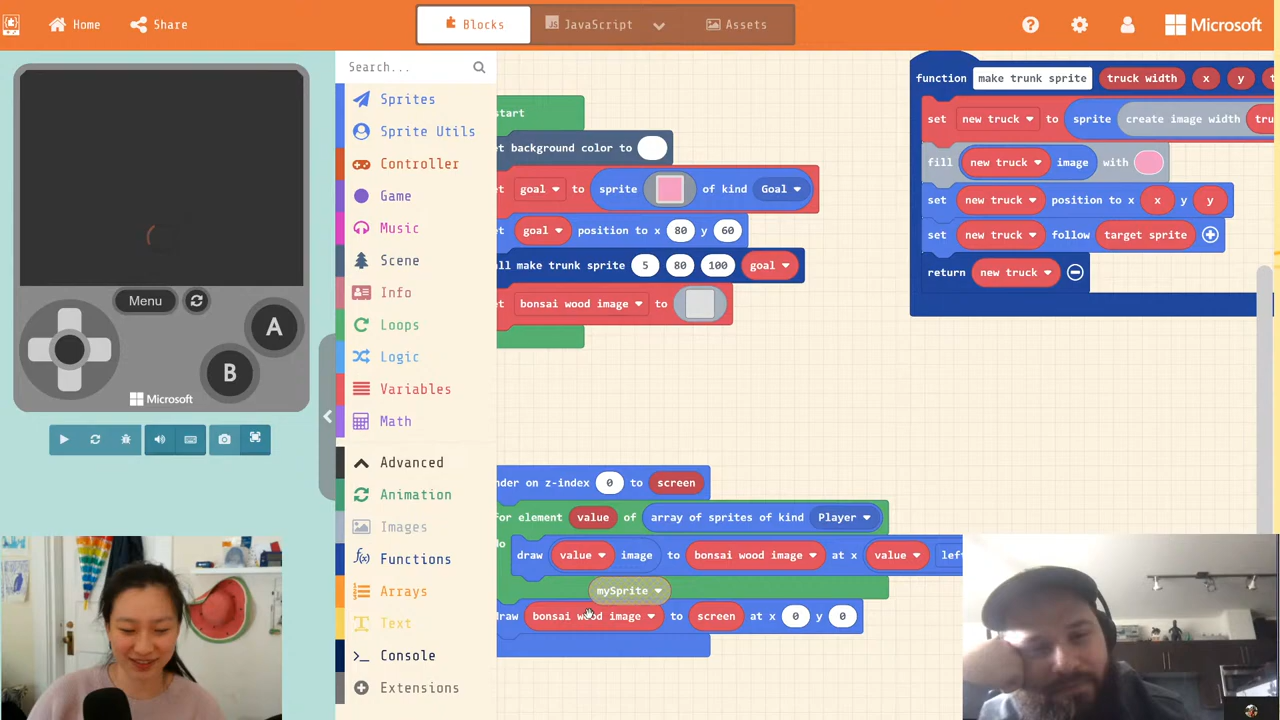 Home Share Blocks JavaScript Assets Microsoft
Search...
Sprites
Sprite Utils
Controller
Game
Music
Scene
Info
Loops
Logic
Variables
Math
Advanced
Animation
Images
Functions
Arrays
Text
Console
Extensions
Menu
A
B
Microsoft
start
background color to
goal to sprite of kind Goal
goal position to x 80 y 60
make trunk sprite 5 80 100 goal
bonsai wood image to
function make trunk sprite truck width x y
set new truck to sprite create image width
fill new truck image with
set new truck position to x x y y
set new truck follow target sprite
return new truck
on z-index 0 to screen
for element value of array of sprites of kind Player
do
draw value image to bonsai wood image at x value
mySprite
draw bonsai wood image to screen at x 0 y 0